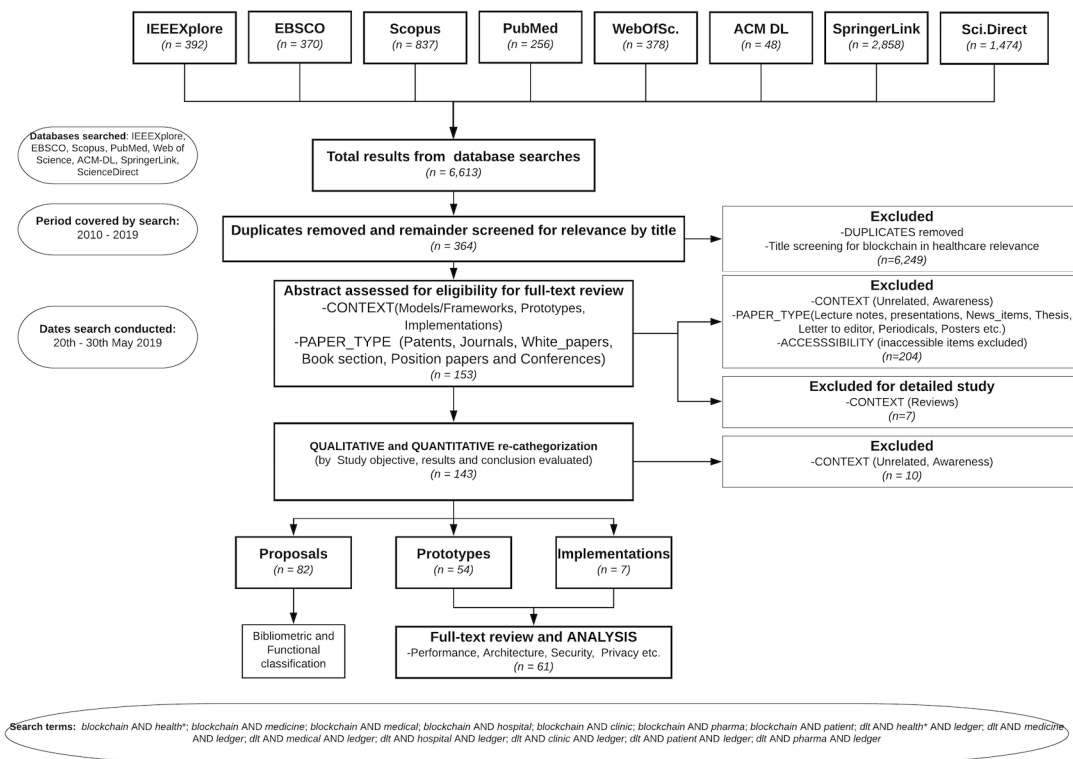 IEEEXplore
(n = 392)
EBSCO
(n = 370)
Scopus
(n = 837)
PubMed
(n = 256)
WebOfSc.
(n = 378)
ACM DL
(n = 48)
SpringerLink
(n = 2,858)
Sci.Direct
(n = 1,474)
Databases searched: IEEEXplore,
EBSCO, Scopus, PubMed, Web of
Science, ACM-DL, SpringerLink,
ScienceDirect
Total results from database searches
(n = 6,613)
Period covered by search:
2010 - 2019
Duplicates removed and remainder screened for relevance by title
(n = 364)
Excluded
-DUPLICATES removed
-Title screening for blockchain in healthcare relevance
(n=6,249)
Dates search conducted:
20th - 30th May 2019
Abstract assessed for eligibility for full-text review
-CONTEXT(Models/Frameworks, Prototypes,
Implementations)
-PAPER_TYPE (Patents, Journals, White_papers,
Book section, Position papers and Conferences)
(n = 153)
Excluded
-CONTEXT (Unrelated, Awareness)
-PAPER_TYPE(Lecture notes, presentations, News_items, Thesis,
Letter to editor, Periodicals, Posters etc.)
-ACCESSSIBILITY (inaccessible items excluded)
(n=204)
Excluded for detailed study
-CONTEXT (Reviews)
(n=7)
QUALITATIVE and QUANTITATIVE re-cathegorization
(by Study objective, results and conclusion evaluated)
(n = 143)
Excluded
-CONTEXT (Unrelated, Awareness)
(n = 10)
Proposals
(n = 82)
Prototypes
(n = 54)
Implementations
(n = 7)
Bibliometric and
Functional
classification
Full-text review and ANALYSIS
-Performance, Architecture, Security, Privacy etc.
(n = 61)
Search terms: blockchain AND health*; blockchain AND medicine; blockchain AND medical; blockchain AND hospital; blockchain AND clinic; blockchain AND pharma; blockchain AND patient; dlt AND health* AND ledger; dlt AND medicine
AND ledger; dlt AND medical AND ledger; dlt AND hospital AND ledger; dlt AND clinic AND ledger; dlt AND patient AND ledger; dlt AND pharma AND ledger